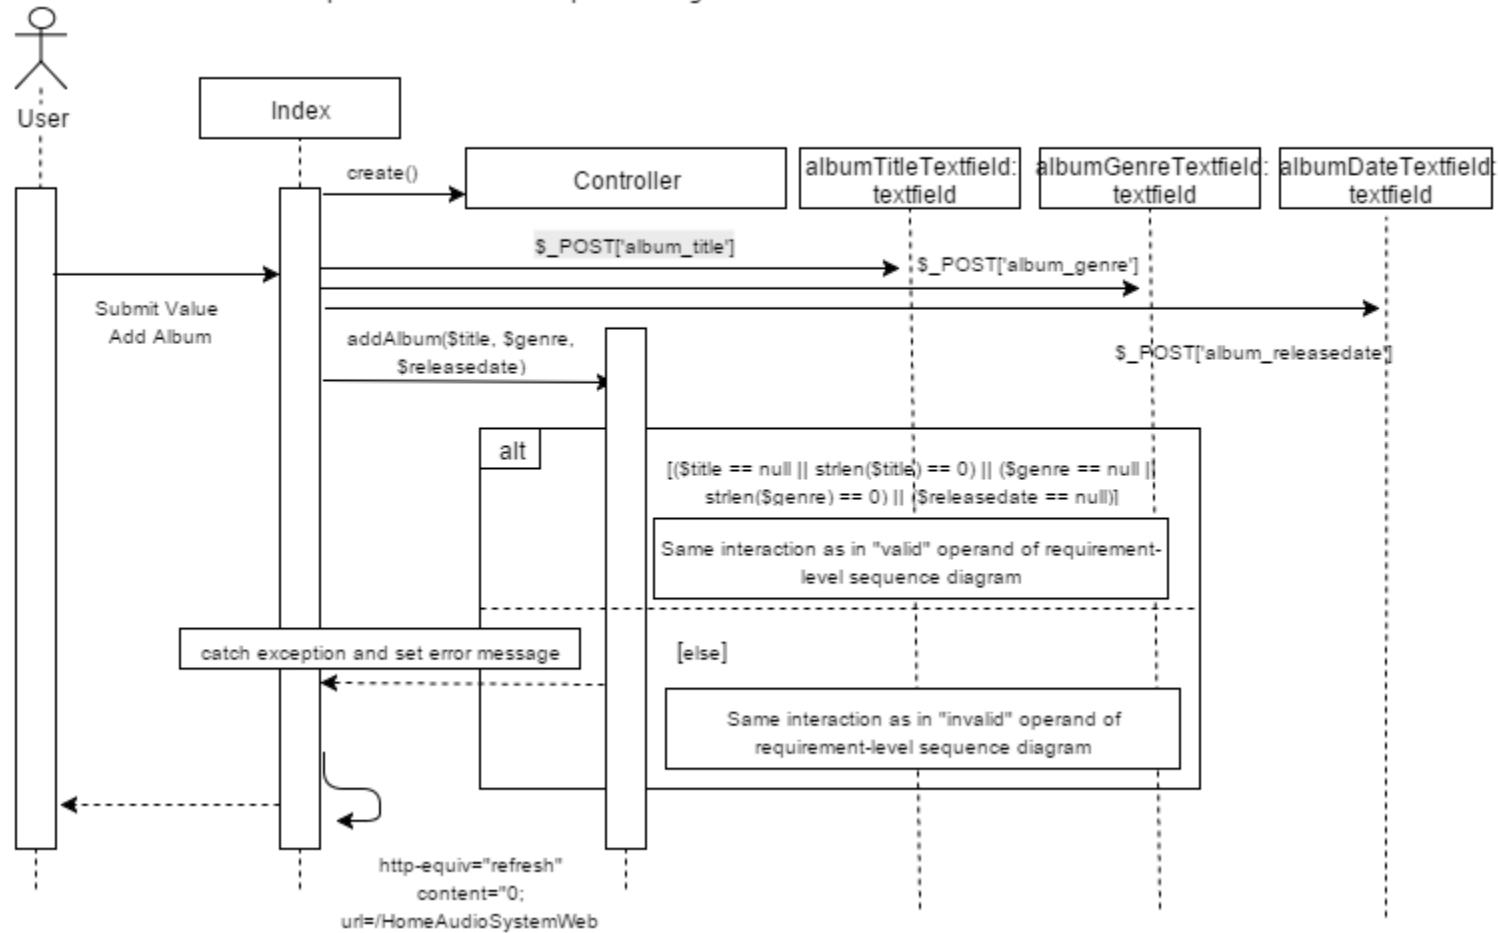 User
Index
create()
Controller
albumTitleTextfield:
textfield
albumGenreTextfield:
textfield
albumDateTextfield:
textfield
$_POST['album_title']
$_POST['album_genre']
Submit Value
Add Album
addAlbum($title, $genre,
$releasedate)
$_POST['album_releasedate']
alt
[($title == null || strlen($title) == 0) || ($genre == null ||
strlen($genre) == 0) || ($releasedate == null)]
Same interaction as in "valid" operand of requirement-
level sequence diagram
catch exception and set error message
[else]
Same interaction as in "invalid" operand of
requirement-level sequence diagram
http-equiv="refresh"
content="0;
url=/HomeAudioSystemWeb